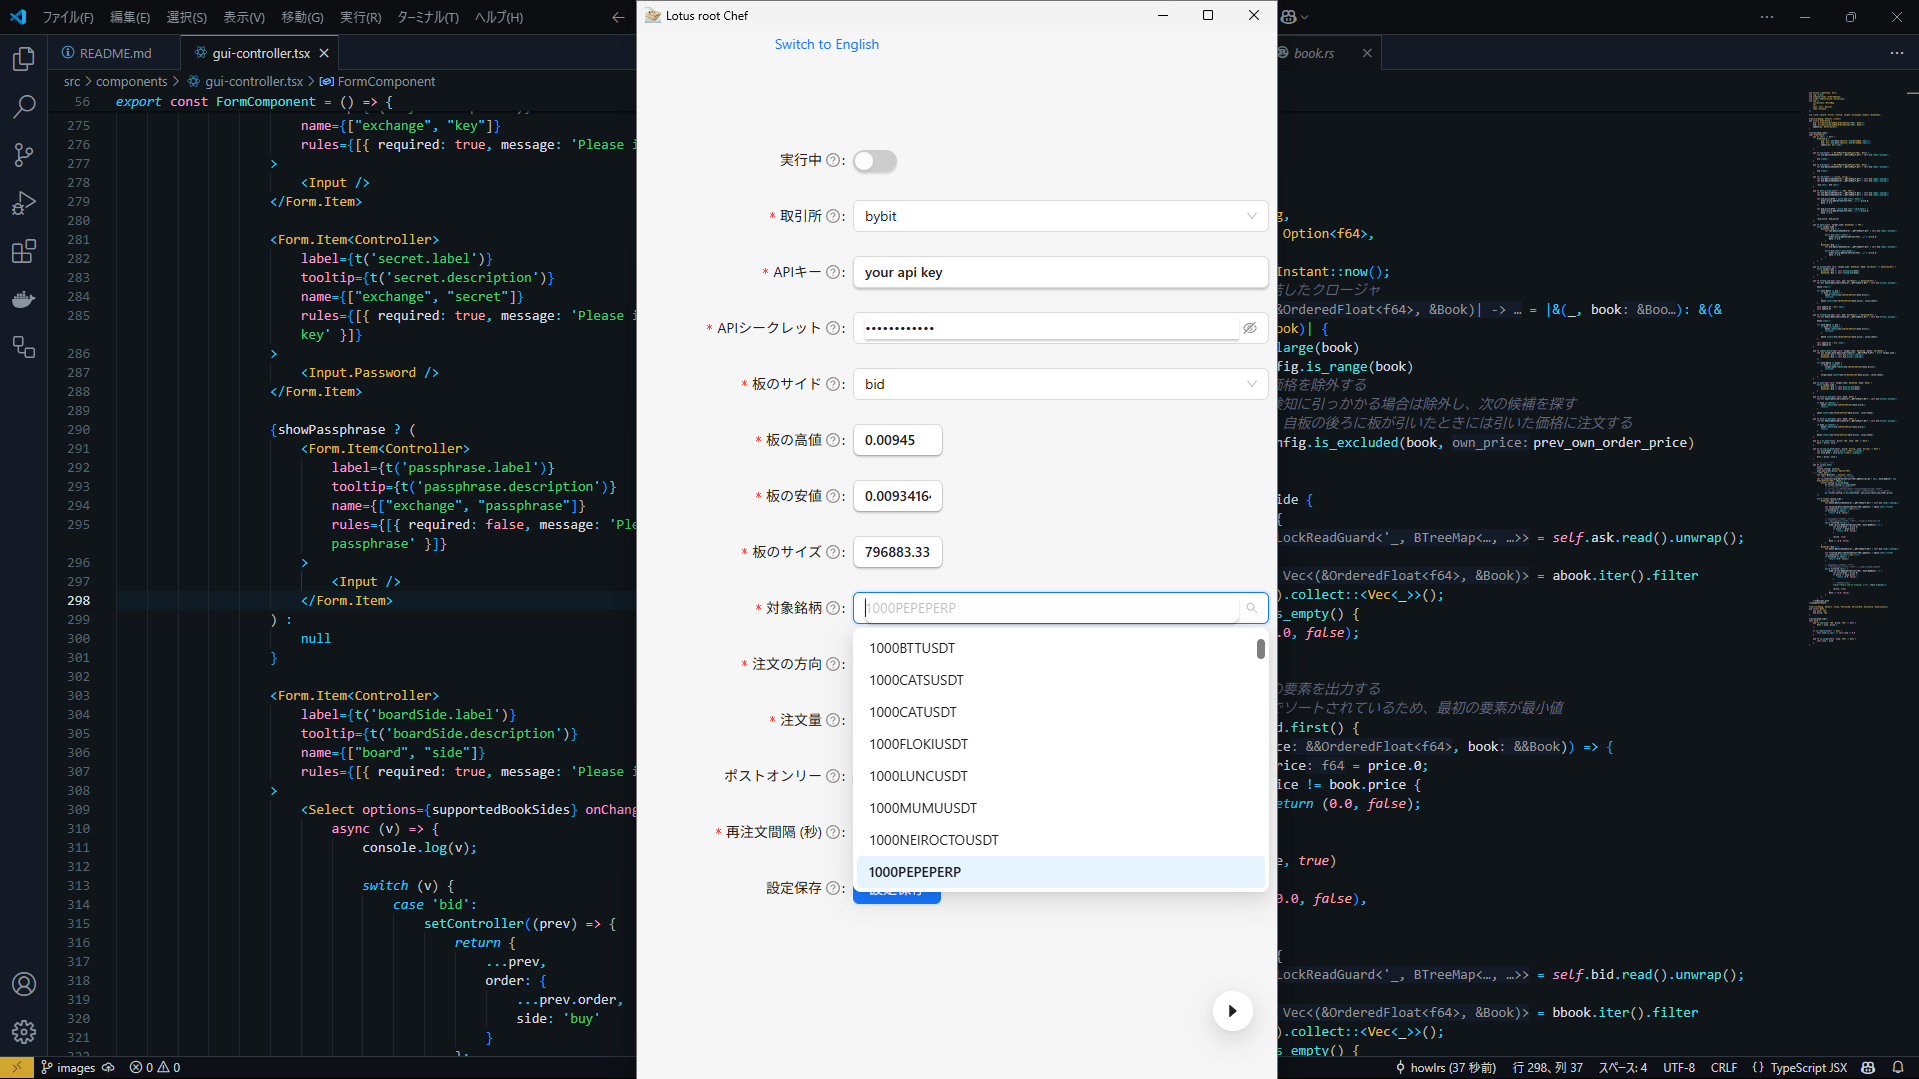 ファイル(F) 編集(E) 選択(S) 表示(V) 移動(G) 実行(R) ターミナル(T) ヘルプ(H)
README.md
gui-controller.tsx
src > components > gui-controller.tsx > FormComponent
56 export const FormComponent = () => {
275 name={["exchange", "key"]}
276 rules={[{ required: true, message: 'Please i
277 >
278 <Input />
279 </Form.Item>
280
281 <Form.Item<Controller>
282 label={t('secret.label')}
283 tooltip={t('secret.description')}
284 name={["exchange", "secret"]}
285 rules={[{ required: true, message: 'Please i
key' }]}
286 >
287 <Input.Password />
288 </Form.Item>
289
290 {showPassphrase ? (
291 <Form.Item<Controller>
292 label={t('passphrase.label')}
293 tooltip={t('passphrase.description')}
294 name={["exchange", "passphrase"]}
295 rules={[{ required: false, message: 'Ple
passphrase' }]}
296 >
297 <Input />
298 </Form.Item>
299 ) :
300 null
301 }
302
303 <Form.Item<Controller>
304 label={t('boardSide.label')}
305 tooltip={t('boardSide.description')}
306 name={["board", "side"]}
307 rules={[{ required: true, message: 'Please i
308 >
309 <Select options={supportedBookSides} onChang
310 async (v) => {
311 console.log(v);
312
313 switch (v) {
314 case 'bid':
315 setController((prev) => {
316 return {
317 ...prev,
318 order: {
319 ...prev.order,
320 side: 'buy'
321 }
Lotus root Chef
Switch to English
実行中 :
* 取引所 : bybit
* APIキー : your api key
* APIシークレット : ••••••••••••
* 板のサイド : bid
* 板の高値 : 0.00945
* 板の安値 : 0.00934164
* 板のサイズ : 796883.33
* 対象銘柄 : 1000PEPEPERP
1000BTTUSDT
1000CATSUSDT
1000CATUSDT
1000FLOKIUSDT
1000LUNCUSDT
1000MUMUUSDT
1000NEIROCTOUSDT
1000PEPEPERP
* 注文の方向 :
* 注文量 :
ポストオンリー :
* 再注文間隔 (秒) :
設定保存 :
book.rs
Option<f64>,
Instant::now();
したクロージャ
&OrderedFloat<f64>, &Book)| -> … = |&(_, book: &Boo…): &(&
ok)| {
large(book)
fig.is_range(book)
価格を除外する
検知に引っかかる場合は除外し、次の候補を探す
自板の後ろに板が引いたときには引いた価格に注文する
nfig.is_excluded(book, own_price: prev_own_order_price)
ide {
{
LockReadGuard<'_, BTreeMap<…, …>> = self.ask.read().unwrap();
Vec<(&OrderedFloat<f64>, &Book)> = abook.iter().filter
).collect::<Vec<_>>();
s_empty() {
.0, false);
の要素を出力する
でソートされているため、最初の要素が最小値
d.first() {
ce: &&OrderedFloat<f64>, book: &&Book)) => {
rice: f64 = price.0;
ice != book.price {
eturn (0.0, false);
e, true)
0.0, false),
{
LockReadGuard<'_, BTreeMap<…, …>> = self.bid.read().unwrap();
Vec<(&OrderedFloat<f64>, &Book)> = bbook.iter().filter
).collect::<Vec<_>>();
s_empty() {
images 0 0
howlrs (37 秒前) 行 298、列 37 スペース: 4 UTF-8 CRLF {} TypeScript JSX